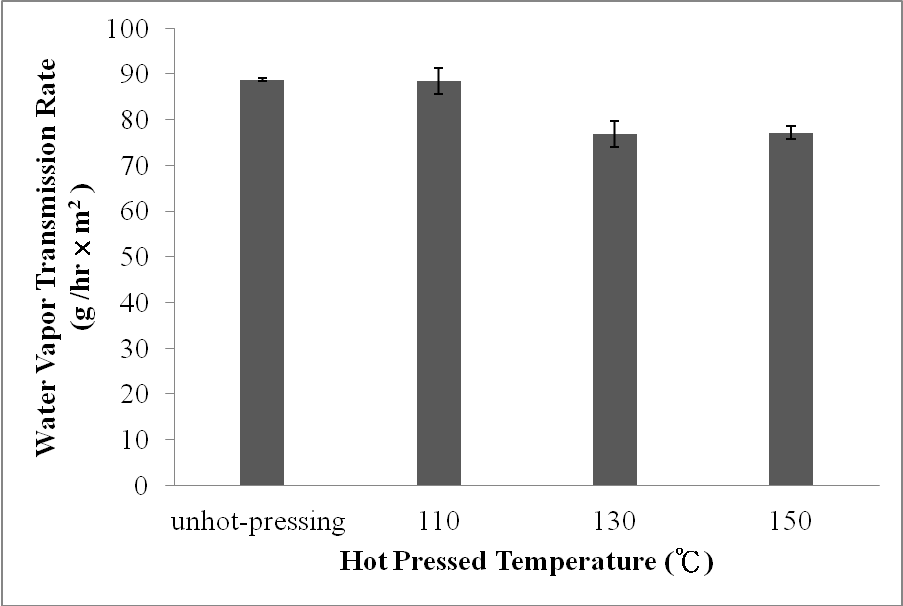 Water Vapor Transmission Rate
(g /hr x m²)
100
90
80
70
60
50
40
30
20
10
0
unhot-pressing 110 130 150
Hot Pressed Temperature (℃)